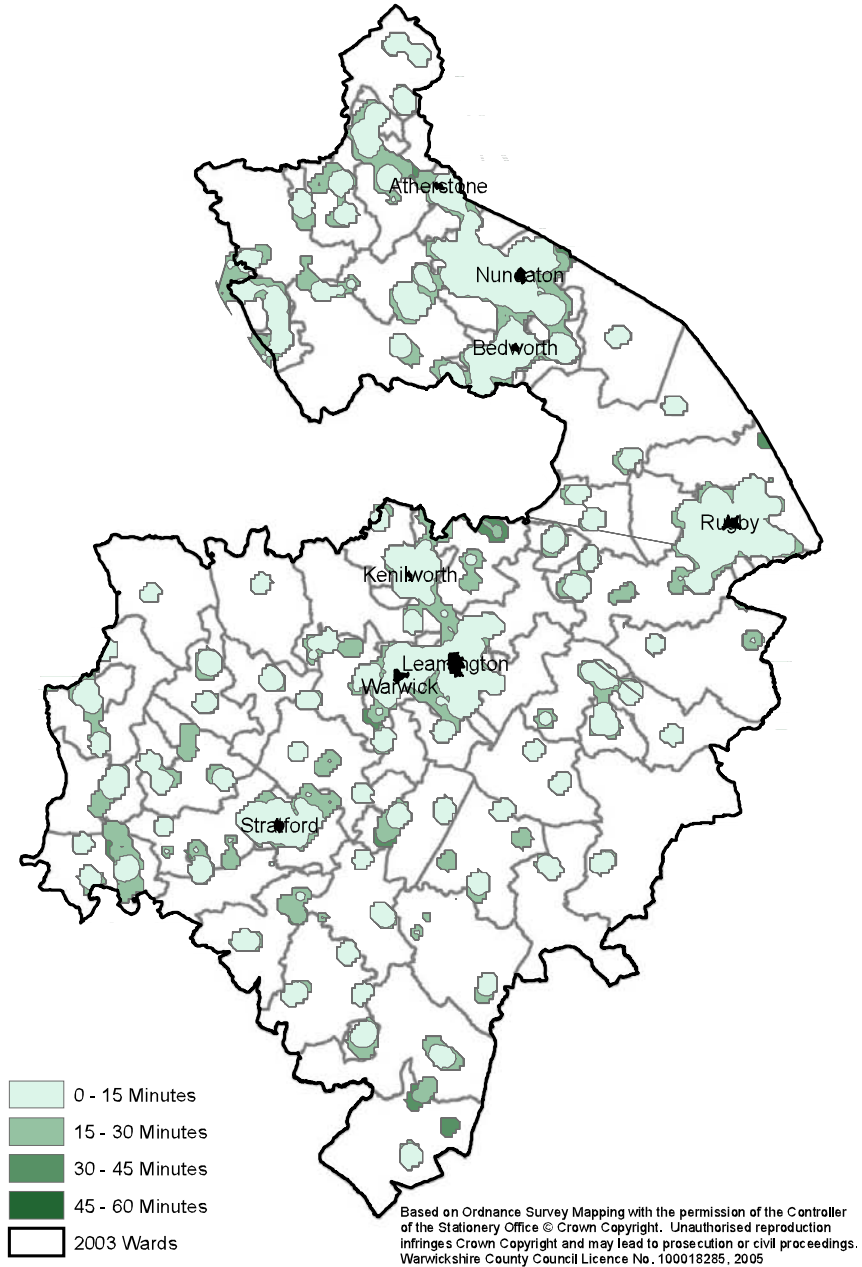 Atherstone
Nuneaton
Bedworth
Rugby
Kenilworth
Leamington
Warwick
Stratford
0 - 15 Minutes
15 - 30 Minutes
30 - 45 Minutes
45 - 60 Minutes
2003 Wards
Based on Ordnance Survey Mapping with the permission of the Controller
of the Stationery Office © Crown Copyright. Unauthorised reproduction
infringes Crown Copyright and may lead to prosecution or civil proceedings.
Warwickshire County Council Licence No. 100018285, 2005